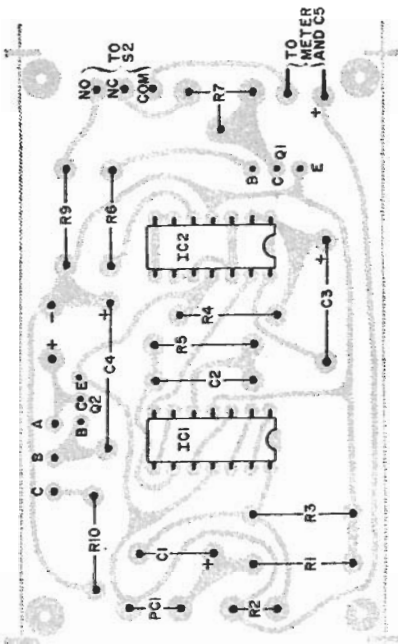 NO
NC
COM
TO
S2
R7
TO
METER
AND C5
+
R9
R8
B
C
Q1
E
IC2
-
+
+
C4
R4
+
C3
R5
C2
A
B
C
B
C
E
Q2
IC1
R10
R3
C1
+
R1
PC1
R2